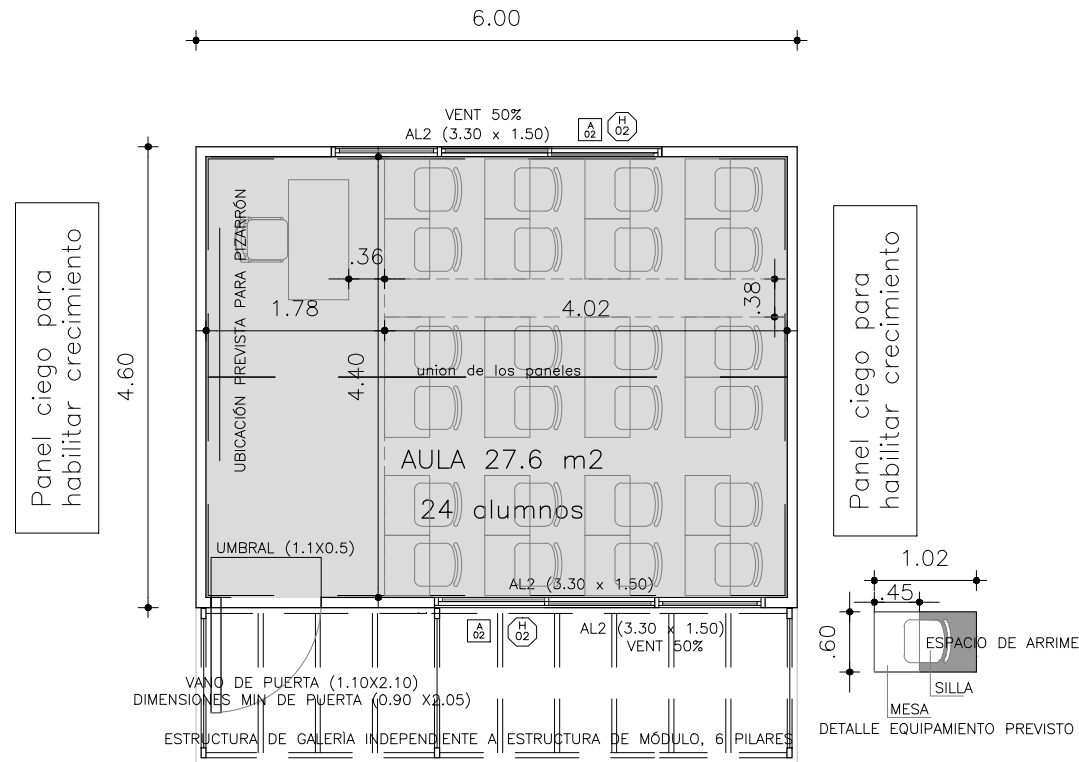 6.00
VENT 50%
AL2 (3.30 x 1.50)
A
02
H
02
Panel ciego para
habilitar crecimiento
4.60
UBICACIÓN PREVISTA PARA PIZARRÓN
.36
1.78
4.02
.38
4.40
union de los paneles
AULA 27.6 m2
24 alumnos
Panel ciego para
habilitar crecimiento
UMBRAL (1.1X0.5)
AL2 (3.30 x 1.50)
A
02
H
02
AL2 (3.30 x 1.50)
VENT 50%
VANO DE PUERTA (1.10X2.10)
DIMENSIONES MIN DE PUERTA (0.90 X2.05)
ESTRUCTURA DE GALERÌA INDEPENDIENTE A ESTRUCTURA DE MÓDULO, 6 PILARES
1.02
.45
.60
ESPACIO DE ARRIME
SILLA
MESA
DETALLE EQUIPAMIENTO PREVISTO